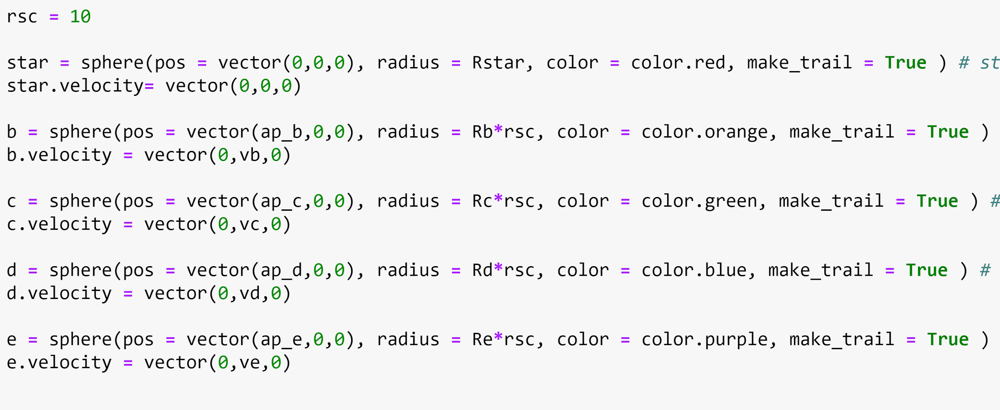 rsc = 10
star = sphere(pos = vector(0,0,0), radius = Rstar, color = color.red, make_trail = True ) #
star.velocity= vector(0,0,0)
b = sphere(pos = vector(ap_b,0,0), radius = Rb*rsc, color = color.orange, make_trail = True )
b.velocity = vector(0,vb,0)
c = sphere(pos = vector(ap_c,0,0), radius = Rc*rsc, color = color.green, make_trail = True ) #
c.velocity = vector(0,vc,0)
d = sphere(pos = vector(ap_d,0,0), radius = Rd*rsc, color = color.blue, make_trail = True ) #
d.velocity = vector(0,vd,0)
e = sphere(pos = vector(ap_e,0,0), radius = Re*rsc, color = color.purple, make_trail = True )
e.velocity = vector(0,ve,0)